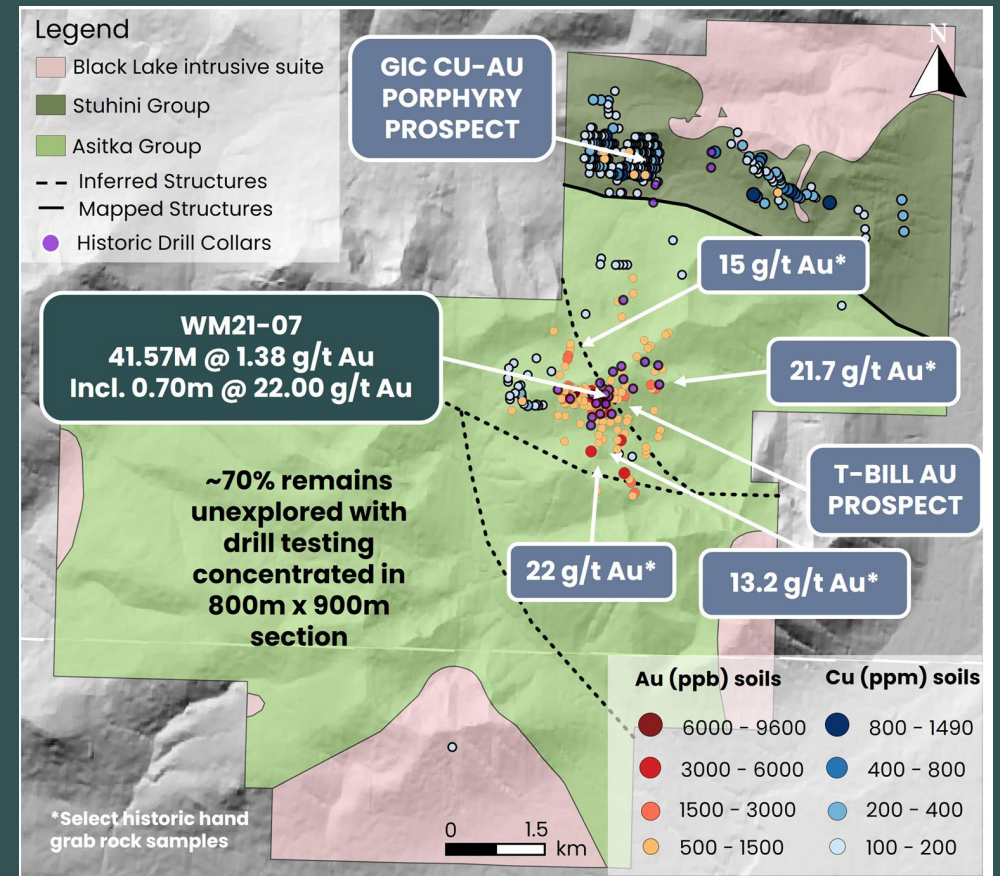 Legend
Black Lake intrusive suite
Stuhini Group
Asitka Group
Inferred Structures
Mapped Structures
Historic Drill Collars
GIC CU-AU
PORPHYRY
PROSPECT
N
15 g/t Au*
WM21-07
41.57M @ 1.38 g/t Au
Incl. 0.70m @ 22.00 g/t Au
21.7 g/t Au*
T-BILL AU
PROSPECT
~70% remains
unexplored with
drill testing
concentrated in
800m x 900m
section
22 g/t Au*
13.2 g/t Au*
Au (ppb) soils
6000 - 9600
3000 - 6000
1500 - 3000
500 - 1500
Cu (ppm) soils
800 - 1490
400 - 800
200 - 400
100 - 200
*Select historic hand
grab rock samples
0 1.5
km